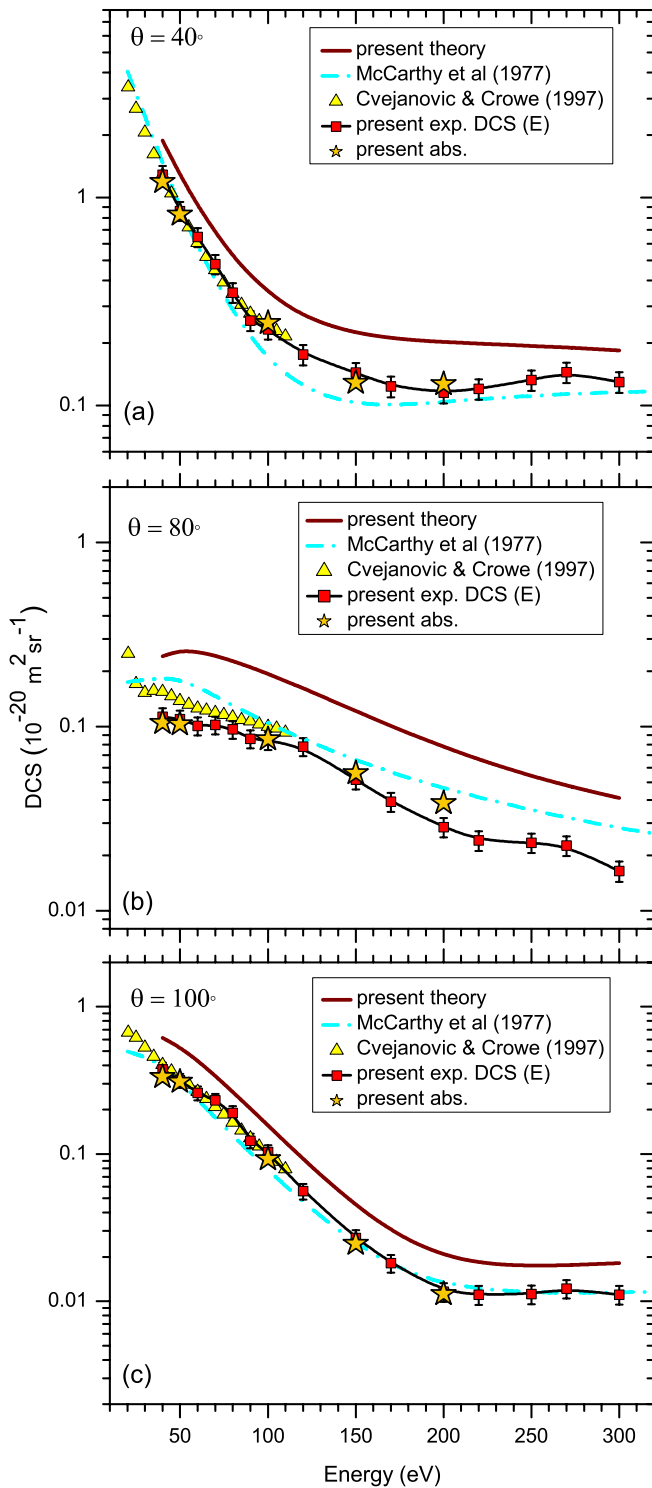 θ = 40°
present theory
McCarthy et al (1977)
Cvejanovic & Crowe (1997)
present exp. DCS (E)
present abs.
1
0.1
(a)
θ = 80°
present theory
McCarthy et al (1977)
Cvejanovic & Crowe (1997)
present exp. DCS (E)
present abs.
1
0.1
0.01
(b)
DCS (10⁻²⁰ m² sr⁻¹)
θ = 100°
present theory
McCarthy et al (1977)
Cvejanovic & Crowe (1997)
present exp. DCS (E)
present abs.
1
0.1
0.01
(c)
50 100 150 200 250 300
Energy (eV)